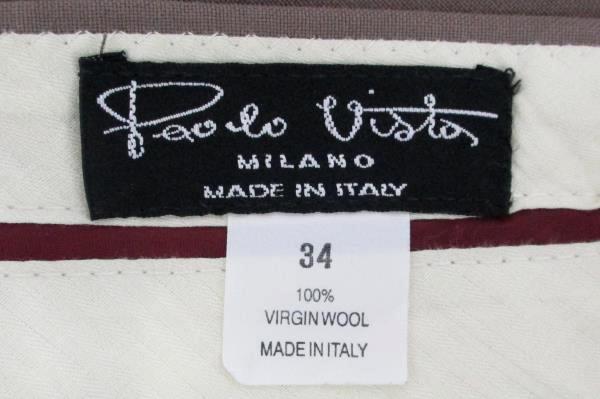 Paolo Vista
MILANO
MADE IN ITALY
34
100%
VIRGIN WOOL
MADE IN ITALY